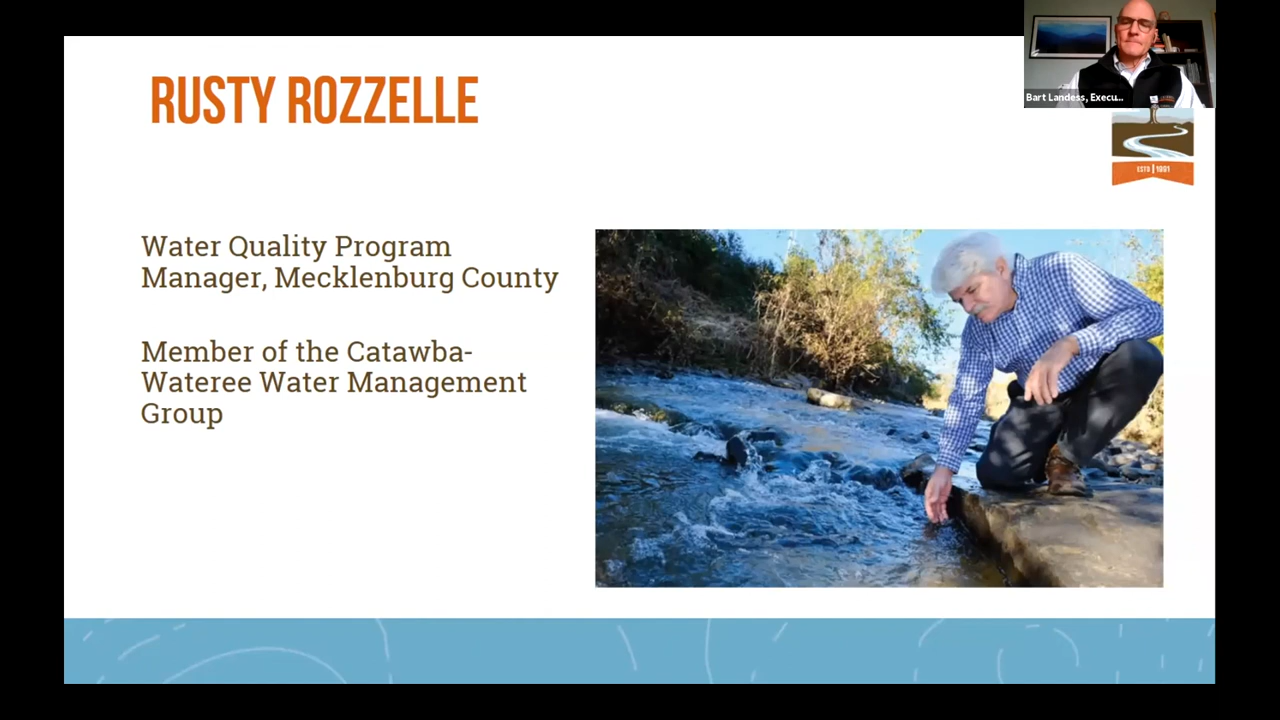 RUSTY ROZZELLE
Bart Landess, Execu...
ESTD 1991
Water Quality Program
Manager, Mecklenburg County
Member of the Catawba-
Wateree Water Management
Group